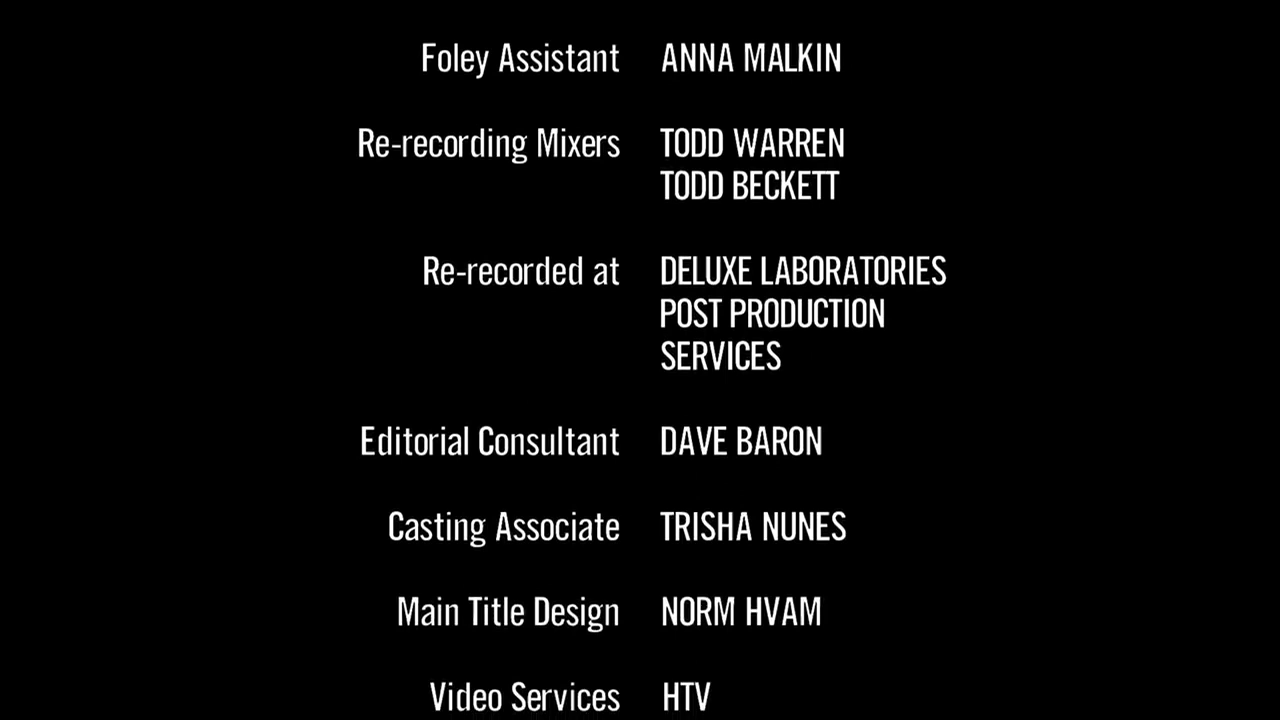 Foley Assistant ANNA MALKIN
Re-recording Mixers TODD WARREN
TODD BECKETT
Re-recorded at DELUXE LABORATORIES
POST PRODUCTION
SERVICES
Editorial Consultant DAVE BARON
Casting Associate TRISHA NUNES
Main Title Design NORM HVAM
Video Services HTV